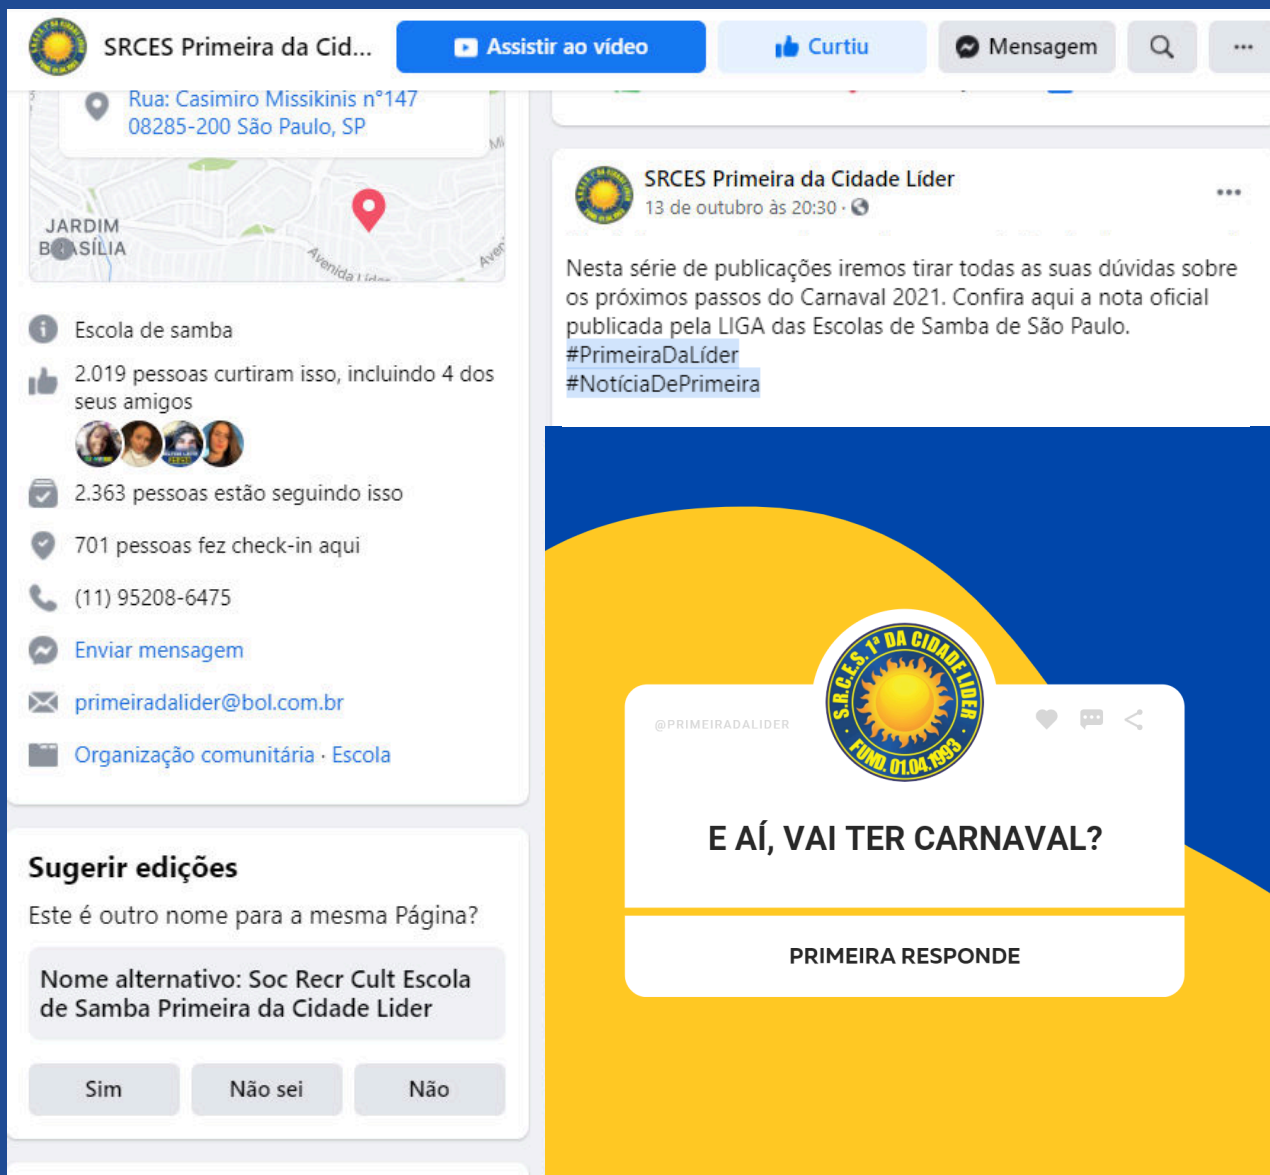 SRCES Primeira da Cid...
Assistir ao vídeo
Curtiu
Mensagem
Rua: Casimiro Missikinis n°147
08285-200 São Paulo, SP
JARDIM
Avenida Líder
Escola de samba
2.019 pessoas curtiram isso, incluindo 4 dos
seus amigos
2.363 pessoas estão seguindo isso
701 pessoas fez check-in aqui
(11) 95208-6475
Enviar mensagem
primeiradalider@bol.com.br
Organização comunitária · Escola
Sugerir edições
Este é outro nome para a mesma Página?
Nome alternativo: Soc Recr Cult Escola
de Samba Primeira da Cidade Lider
Sim
Não sei
Não
SRCES Primeira da Cidade Líder
13 de outubro às 20:30 ·
Nesta série de publicações iremos tirar todas as suas dúvidas sobre
os próximos passos do Carnaval 2021. Confira aqui a nota oficial
publicada pela LIGA das Escolas de Samba de São Paulo.
#PrimeiraDaLíder
#NotíciaDePrimeira
@PRIMEIRADALIDER
S.R.C.E.S. 1ª DA CIDADE LIDER
FUND. 01.04.1993
E AÍ, VAI TER CARNAVAL?
PRIMEIRA RESPONDE